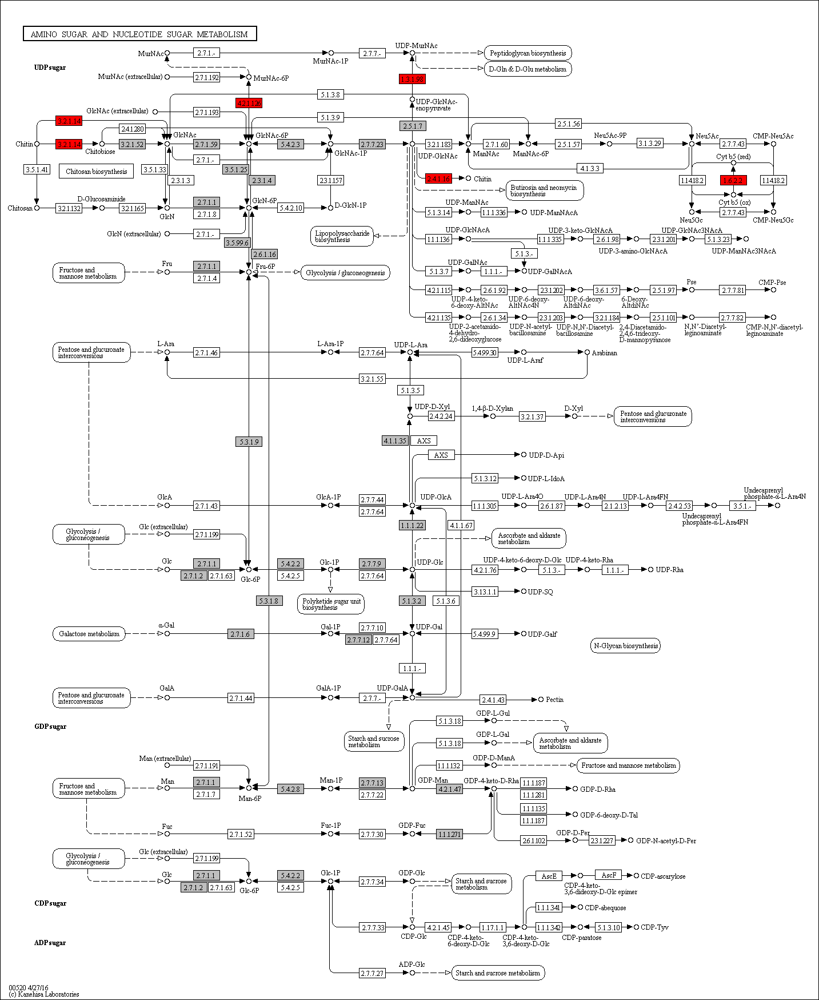 AMINO SUGAR AND NUCLEOTIDE SUGAR METABOLISM
UDP sugar
MurNAc
2.7.1.-
MurNAc-1P
2.7.7.-
UDP-MurNAc
Peptidoglycan biosynthesis
D-Gln & D-Glu metabolism
MurNAc (extracellular)
2.7.1.192
MurNAc-6P
1.3.1.98
5.1.3.8
UDP-GlcNAc-
enopyruvate
4.2.1.126
GlcNAc (extracellular)
2.7.1.193
5.1.3.9
3.2.1.14
2.4.1.280
2.5.1.7
2.5.1.56
Chitin
3.2.1.14
Chitobiose
3.2.1.52
GlcNAc
2.7.1.59
GlcNAc-6P
5.4.2.3
GlcNAc-1P
2.7.7.23
UDP-GlcNAc
3.2.1.183
ManNAc
2.7.1.60
ManNAc-6P
2.5.1.57
Neu5Ac-9P
3.1.3.29
Neu5Ac
2.7.7.43
CMP-Neu5Ac
2.7.1.-
3.5.1.41
Chitosan biosynthesis
3.5.1.33
2.3.1.3
3.5.1.25
2.3.1.4
2.3.1.157
4.1.3.3
2.4.1.16
Chitin
Butirosin and neomycin
biosynthesis
Cyt b5 (red)
1.14.18.2
1.6.2.2
1.14.18.2
Cyt b5 (ox)
Neu5Gc
2.7.7.43
CMP-Neu5Gc
Chitosan
3.2.1.132
D-Glucosaminide
3.2.1.165
GlcN
2.7.1.1
2.7.1.8
GlcN-6P
5.4.2.10
D-GlcN-1P
UDP-ManNAc
5.1.3.14
1.1.1.336
UDP-ManNAcA
GlcN (extracellular)
2.7.1.-
3.5.99.6
2.6.1.16
Lipopolysaccharide
biosynthesis
UDP-GlcNAcA
1.1.1.136
UDP-3-keto-GlcNAcA
1.1.1.335
2.6.1.98
UDP-3-amino-GlcNAcA
UDP-GlcNAc3NAcA
2.3.1.201
5.1.3.23
UDP-ManNAc3NAcA
5.1.3.-
Fructose and
mannose metabolism
Fru
2.7.1.1
2.7.1.4
Fru-6P
Glycolysis / gluconeogenesis
UDP-GalNAc
5.1.3.7
1.1.1.-
UDP-GalNAcA
4.2.1.115
UDP-4-keto-
6-deoxy-AltNAc
2.6.1.92
UDP-6-deoxy-
AltNAc4N
2.3.1.202
UDP-6-deoxy-
AltdiNAc
3.6.1.57
6-Deoxy-
AltdiNAc
2.5.1.97
Pse
2.7.7.81
CMP-Pse
4.2.1.135
UDP-2-acetamido-
4-dehydro-
2,6-dideoxyglucose
2.6.1.34
UDP-N-acetyl-
bacillosamine
2.3.1.203
UDP-N,N'-Diacetyl-
bacillosamine
3.2.1.184
2,4-Diacetamido-
2,4,6-trideoxy-
D-mannopyranose
2.5.1.101
N,N'-Diacetyl-
leginoaminate
2.7.7.82
CMP-N,N'-diacetyl-
leginoaminate
Pentose and glucuronate
interconversions
L-Ara
2.7.1.46
L-Ara-1P
2.7.7.64
UDP-L-Ara
5.4.99.30
UDP-L-Araf
Arabinan
3.2.1.55
5.1.3.5
UDP-D-Xyl
2.4.2.24
1,4-β-D-Xylan
3.2.1.37
D-Xyl
Pentose and glucuronate
interconversions
5.3.1.9
4.1.1.35
AXS
AXS
UDP-D-Api
5.1.3.12
UDP-L-IdoA
GlcA
2.7.1.43
GlcA-1P
2.7.7.44
2.7.7.64
UDP-GlcA
1.1.1.305
UDP-L-Ara4O
2.6.1.87
UDP-L-Ara4N
2.1.2.13
UDP-L-Ara4FN
2.4.2.53
Undecaprenyl
phosphate-α-L-Ara4FN
3.5.1.-
Undecaprenyl
phosphate-α-L-Ara4N
1.1.1.22
4.1.1.67
Glycolysis /
gluconeogenesis
Glc (extracellular)
2.7.1.199
Ascorbate and aldarate
metabolism
Glc
2.7.1.1
2.7.1.2
2.7.1.63
Glc-6P
5.4.2.2
5.4.2.5
Glc-1P
2.7.7.9
2.7.7.64
UDP-Glc
4.2.1.76
UDP-4-keto-6-deoxy-D-Glc
5.1.3.-
UDP-4-keto-Rha
1.1.1.-
UDP-Rha
3.13.1.1
UDP-SQ
5.3.1.8
Polyketide sugar unit
biosynthesis
5.1.3.2
5.1.3.6
Galactose metabolism
α-Gal
2.7.1.6
Gal-1P
2.7.7.10
2.7.7.12
2.7.7.64
UDP-Gal
5.4.99.9
UDP-Galf
N-Glycan biosynthesis
1.1.1.-
Pentose and glucuronate
interconversions
GalA
2.7.1.44
GalA-1P
2.7.7.-
UDP-GalA
2.4.1.43
Pectin
GDP sugar
Starch and sucrose
metabolism
5.1.3.18
GDP-L-Gul
5.1.3.18
GDP-L-Gal
Ascorbate and aldarate
metabolism
Man (extracellular)
2.7.1.191
1.1.1.132
GDP-D-ManA
Fructose and mannose metabolism
Fructose and
mannose metabolism
Man
2.7.1.1
2.7.1.7
Man-6P
5.4.2.8
Man-1P
2.7.7.13
2.7.7.22
GDP-Man
4.2.1.47
GDP-4-keto-D-Rha
1.1.1.187
1.1.1.281
GDP-D-Rha
1.1.1.135
1.1.1.187
GDP-6-deoxy-D-Tal
Fuc
2.7.1.52
Fuc-1P
2.7.7.30
GDP-Fuc
1.1.1.271
2.6.1.102
GDP-D-Per
2.3.1.227
GDP-N-acetyl-D-Per
Glycolysis /
gluconeogenesis
Glc (extracellular)
2.7.1.199
Glc
2.7.1.1
2.7.1.2
2.7.1.63
Glc-6P
5.4.2.2
5.4.2.5
Glc-1P
2.7.7.34
GDP-Glc
Starch and sucrose
metabolism
AscE
CDP-4-keto-
3,6-dideoxy-D-Glc epimer
AscF
CDP-ascarylose
CDP sugar
1.1.1.341
CDP-abequose
2.7.7.33
CDP-Glc
4.2.1.45
CDP-4-keto-
6-deoxy-D-Glc
1.17.1.1
CDP-4-keto-
3,6-deoxy-D-Glc
1.1.1.342
CDP-paratose
5.1.3.10
CDP-Tyv
ADP sugar
2.7.7.27
ADP-Glc
Starch and sucrose metabolism
00520 4/27/16
(c) Kanehisa Laboratories